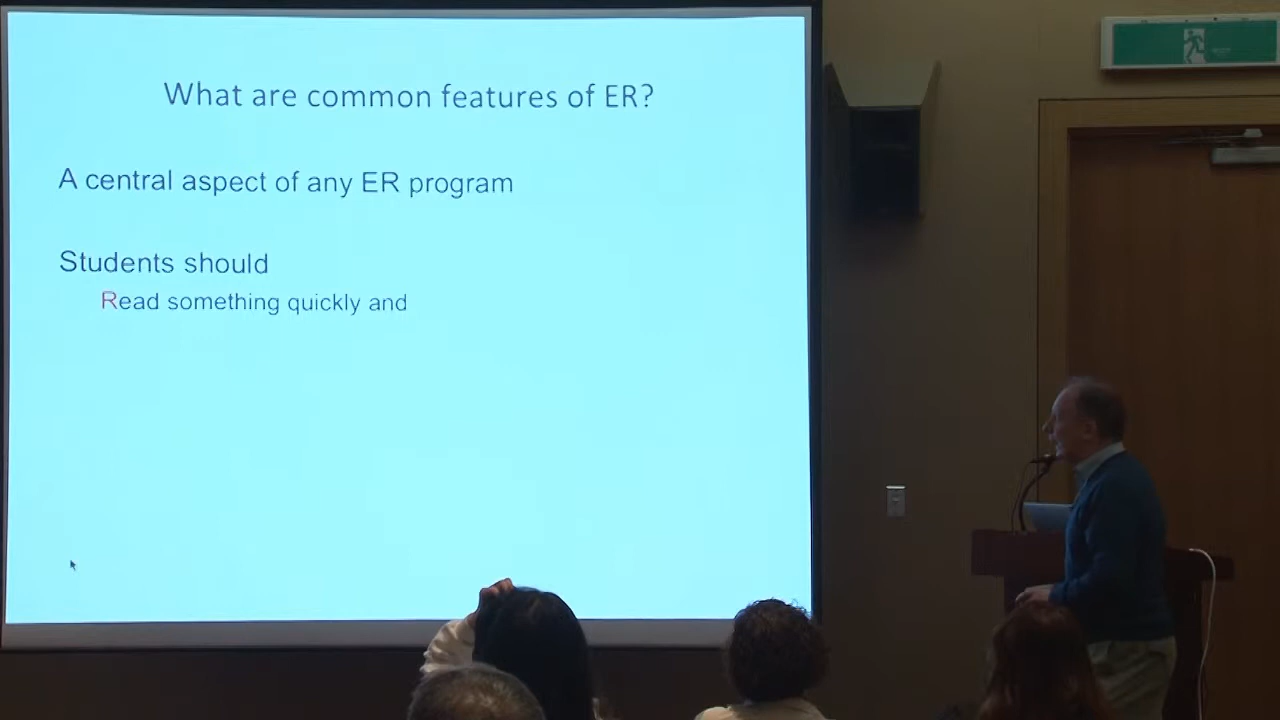 What are common features of ER?
A central aspect of any ER program
Students should
Read something quickly and